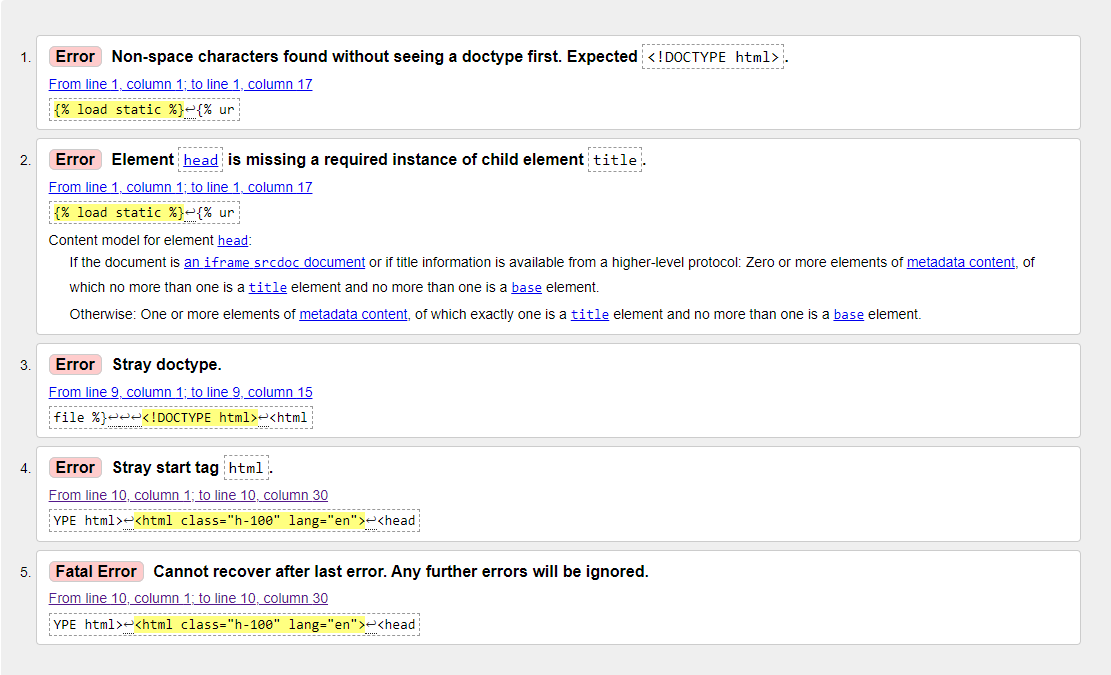 1. Error Non-space characters found without seeing a doctype first. Expected <!DOCTYPE html>.
From line 1, column 1; to line 1, column 17
{% load static %}↩{% ur
2. Error Element head is missing a required instance of child element title.
From line 1, column 1; to line 1, column 17
{% load static %}↩{% ur
Content model for element head:
If the document is an iframe srcdoc document or if title information is available from a higher-level protocol: Zero or more elements of metadata content, of
which no more than one is a title element and no more than one is a base element.
Otherwise: One or more elements of metadata content, of which exactly one is a title element and no more than one is a base element.
3. Error Stray doctype.
From line 9, column 1; to line 9, column 15
file %}↩↩↩<!DOCTYPE html>↩<html
4. Error Stray start tag html.
From line 10, column 1; to line 10, column 30
YPE html>↩<html class="h-100" lang="en">↩<head
5. Fatal Error Cannot recover after last error. Any further errors will be ignored.
From line 10, column 1; to line 10, column 30
YPE html>↩<html class="h-100" lang="en">↩<head